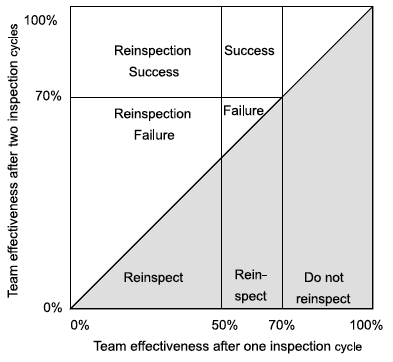 Team effectiveness after two inspection cycles
100%
70%
0%
Reinspection
Success
Success
Reinspection
Failure
Failure
Reinspect
Rein-
spect
Do not
reinspect
0%
50%
70%
100%
Team effectiveness after one inspection cycle